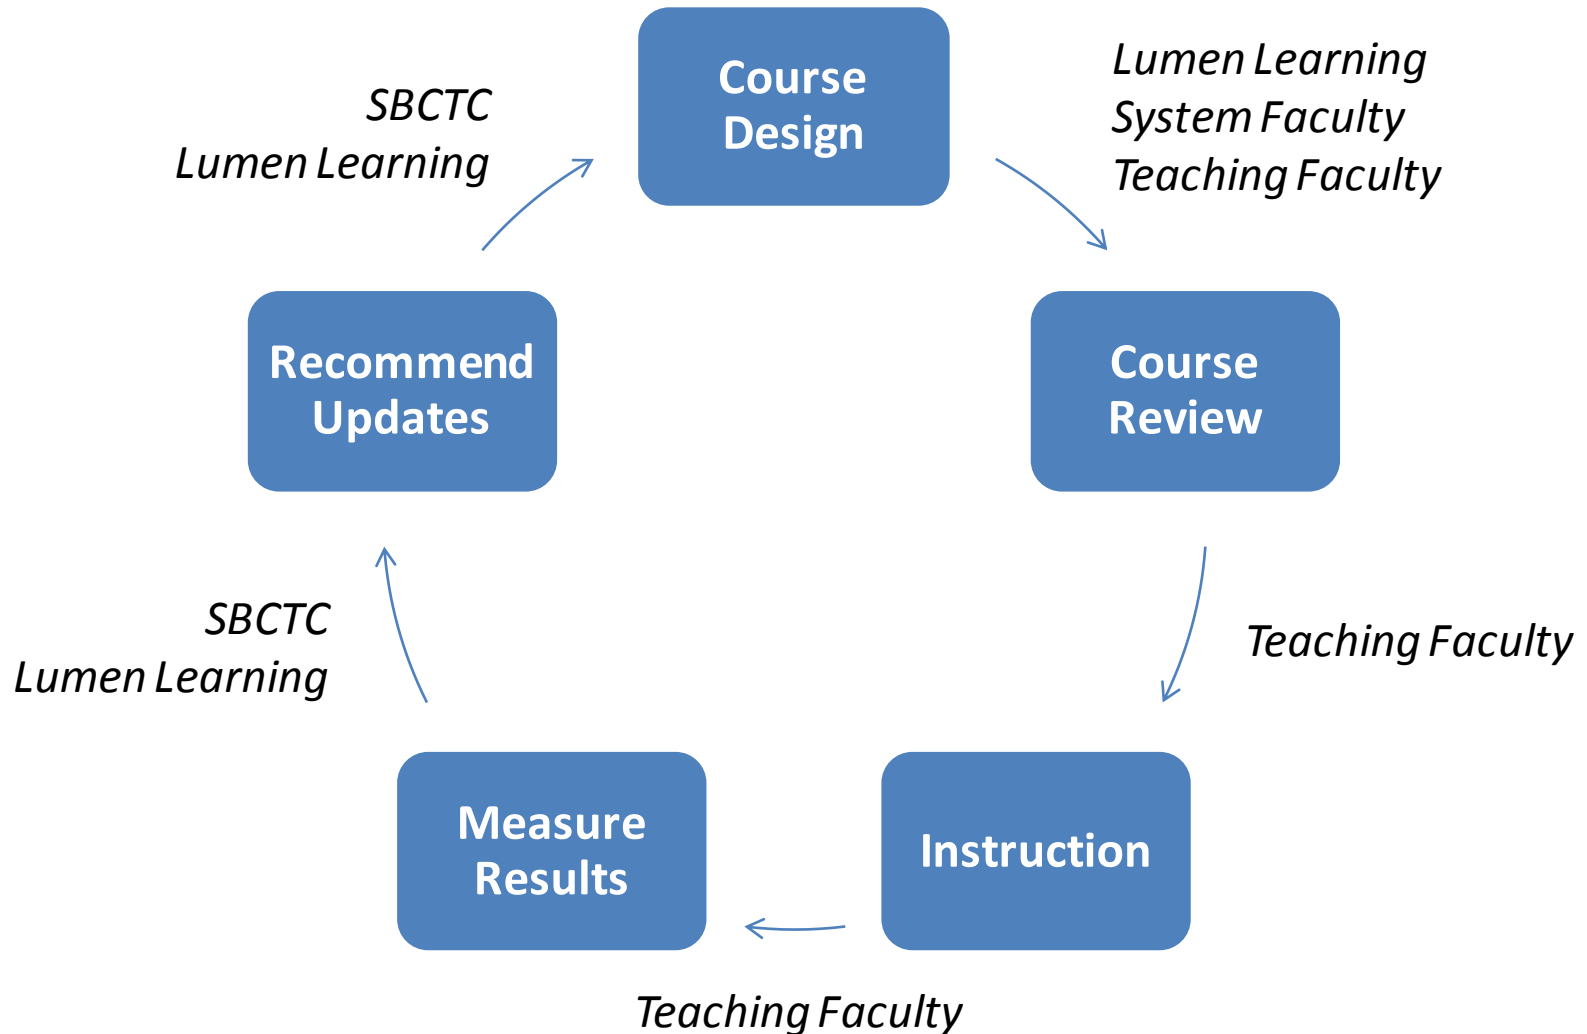 Course
Design
Lumen Learning
System Faculty
Teaching Faculty
Course
Review
Teaching Faculty
Instruction
Teaching Faculty
Measure
Results
SBCTC
Lumen Learning
Recommend
Updates
SBCTC
Lumen Learning